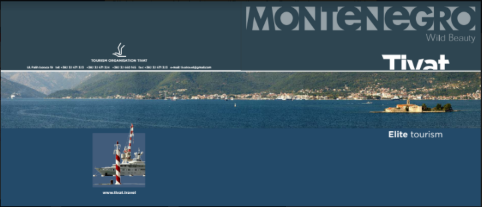 MONTENEGRO
Wild Beauty
TOURISM ORGANISATION TIVAT
Tivat
Elite tourism
www.tivat.travel